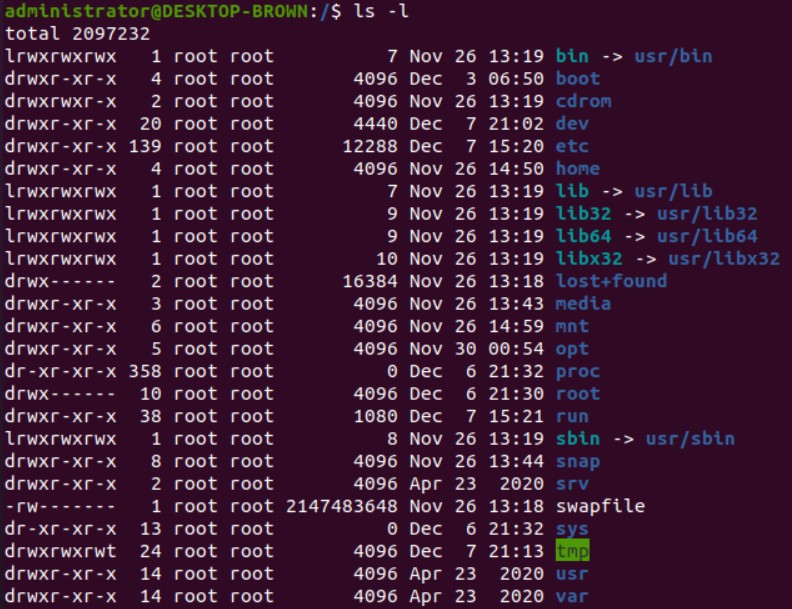 administrator@DESKTOP-BROWN:/$ ls -l
total 2097232
lrwxrwxrwx   1 root root          7 Nov 26 13:19 bin -> usr/bin
drwxr-xr-x   4 root root       4096 Dec  3 06:50 boot
drwxrwxr-x   2 root root       4096 Nov 26 13:19 cdrom
drwxr-xr-x  20 root root       4440 Dec  7 21:02 dev
drwxr-xr-x 139 root root      12288 Dec  7 15:20 etc
drwxr-xr-x   4 root root       4096 Nov 26 14:50 home
lrwxrwxrwx   1 root root          7 Nov 26 13:19 lib -> usr/lib
lrwxrwxrwx   1 root root          9 Nov 26 13:19 lib32 -> usr/lib32
lrwxrwxrwx   1 root root          9 Nov 26 13:19 lib64 -> usr/lib64
lrwxrwxrwx   1 root root         10 Nov 26 13:19 libx32 -> usr/libx32
drwx------   2 root root      16384 Nov 26 13:18 lost+found
drwxr-xr-x   3 root root       4096 Nov 26 13:43 media
drwxr-xr-x   6 root root       4096 Nov 26 14:59 mnt
drwxr-xr-x   5 root root       4096 Nov 30 00:54 opt
dr-xr-xr-x 358 root root          0 Dec  6 21:32 proc
drwx------  10 root root       4096 Dec  6 21:30 root
drwxr-xr-x  38 root root       1080 Dec  7 15:21 run
lrwxrwxrwx   1 root root          8 Nov 26 13:19 sbin -> usr/sbin
drwxr-xr-x   8 root root       4096 Nov 26 13:44 snap
drwxr-xr-x   2 root root       4096 Apr 23  2020 srv
-rw-------   1 root root 2147483648 Nov 26 13:18 swapfile
dr-xr-xr-x  13 root root          0 Dec  6 21:32 sys
drwxrwxrwt  24 root root       4096 Dec  7 21:13 tmp
drwxr-xr-x  14 root root       4096 Apr 23  2020 usr
drwxr-xr-x  14 root root       4096 Apr 23  2020 var